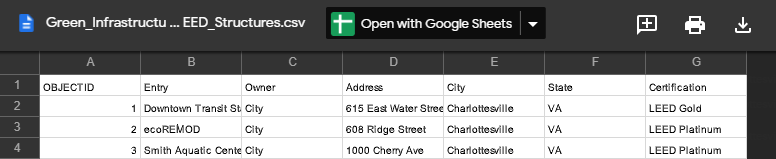 Green_Infrastructu ... EED_Structures.csv Open with Google Sheets
A B C D E F G
1 OBJECTID Entry Owner Address City State Certification
2 1 Downtown Transit St City 615 East Water Stree Charlottesville VA LEED Gold
3 2 ecoREMOD City 608 Ridge Street Charlottesville VA LEED Platinum
4 3 Smith Aquatic Cente City 1000 Cherry Ave Charlottesville VA LEED Platinum